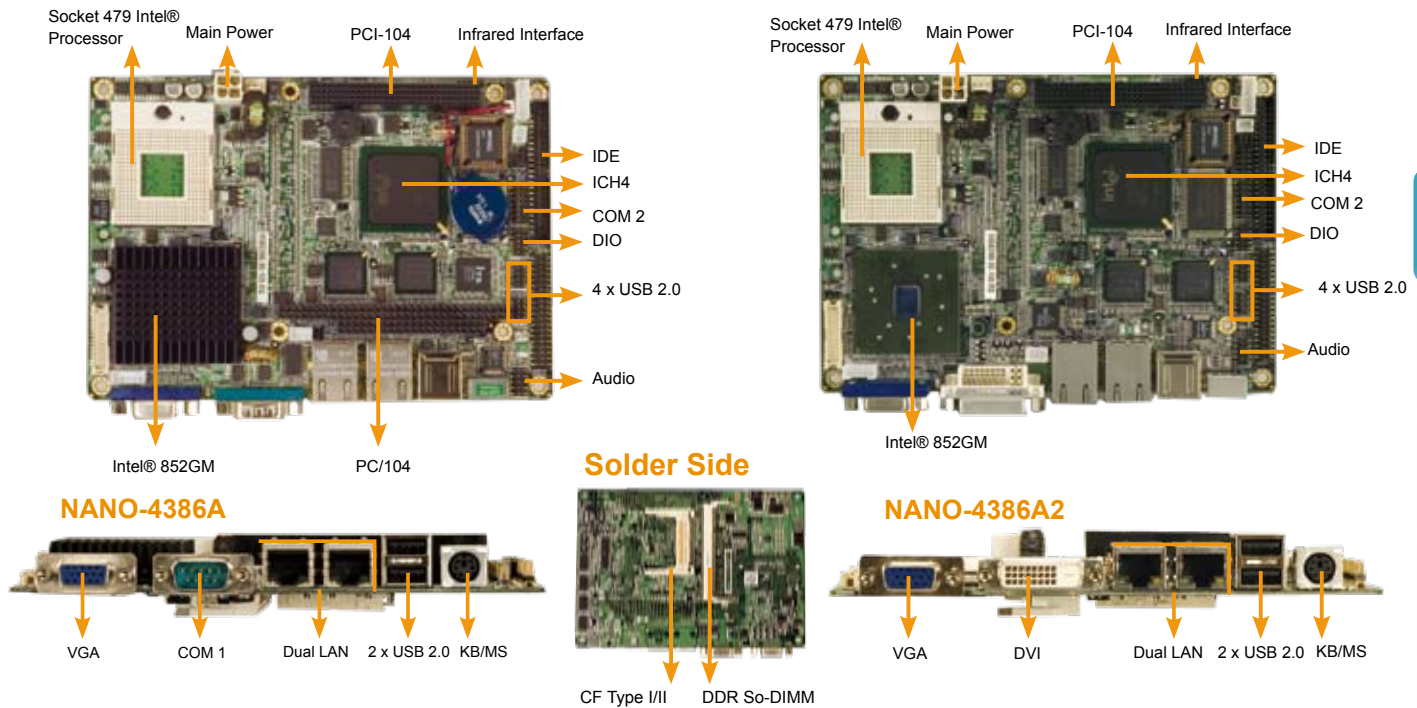 Socket 479 Intel®
Processor
Main Power
PCI-104
Infrared Interface
IDE
ICH4
COM 2
DIO
4 x USB 2.0
Audio
Intel® 852GM
PC/104
NANO-4386A
VGA
COM 1
Dual LAN
2 x USB 2.0
KB/MS
Solder Side
CF Type I/II
DDR So-DIMM
Socket 479 Intel®
Processor
Main Power
PCI-104
Infrared Interface
IDE
ICH4
COM 2
DIO
4 x USB 2.0
Audio
Intel® 852GM
NANO-4386A2
VGA
DVI
Dual LAN
2 x USB 2.0
KB/MS